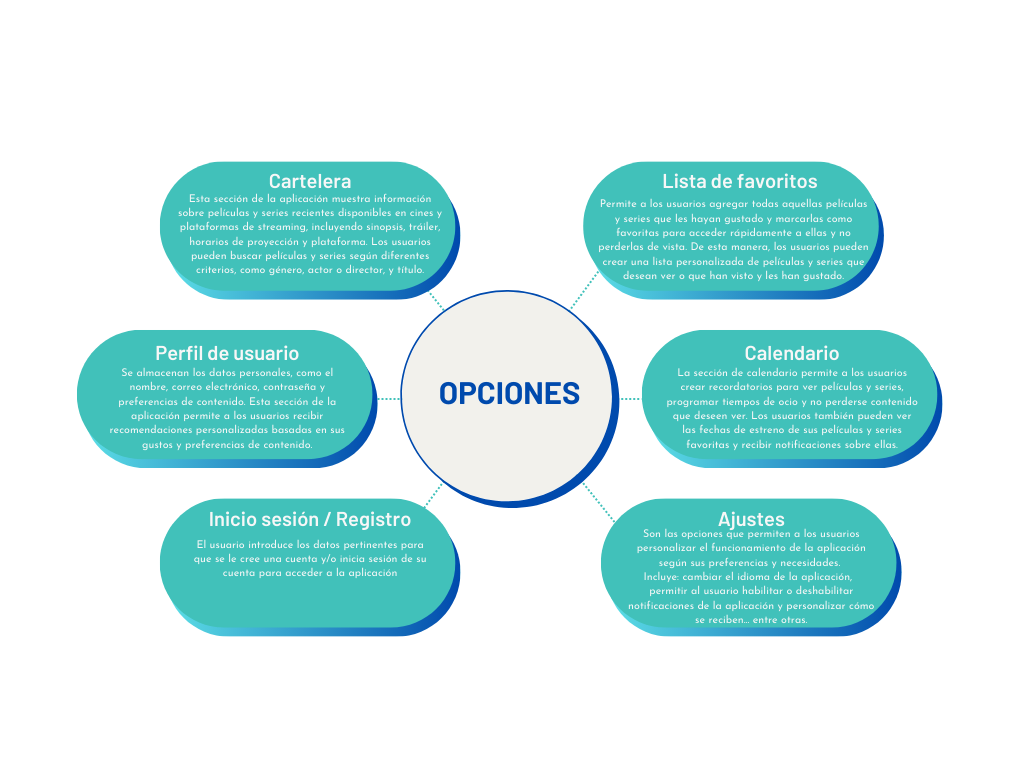 Cartelera
Esta sección de la aplicación muestra información
sobre películas y series recientes disponibles en cines y
plataformas de streaming, incluyendo sinopsis, tráiler,
horarios de proyección y plataforma. Los usuarios
pueden buscar películas y series según diferentes
criterios, como género, actor o director, y título.
Lista de favoritos
Permite a los usuarios agregar todas aquellas películas
y series que les hayan gustado y marcarlas como
favoritas para acceder rápidamente a ellas y no
perderlas de vista. De esta manera, los usuarios pueden
crear una lista personalizada de películas y series que
desean ver o que han visto y les han gustado.
Perfil de usuario
Se almacenan los datos personales, como el
nombre, correo electrónico, contraseña y
preferencias de contenido. Esta sección de la
aplicación permite a los usuarios recibir
recomendaciones personalizadas basadas en sus
gustos y preferencias de contenido.
OPCIONES
Calendario
La sección de calendario permite a los usuarios
crear recordatorios para ver películas y series,
programar tiempos de ocio y no perderse contenido
que deseen ver. Los usuarios también pueden ver
las fechas de estreno de sus películas y series
favoritas y recibir notificaciones sobre ellas.
Inicio sesión / Registro
El usuario introduce los datos pertinentes para
que se le cree una cuenta y/o inicia sesión de su
cuenta para acceder a la aplicación
Ajustes
Son las opciones que permiten a los usuarios
personalizar el funcionamiento de la aplicación
según sus preferencias y necesidades.
Incluye: cambiar el idioma de la aplicación,
permitir al usuario habilitar o deshabilitar
notificaciones de la aplicación y personalizar cómo
se reciben... entre otras.